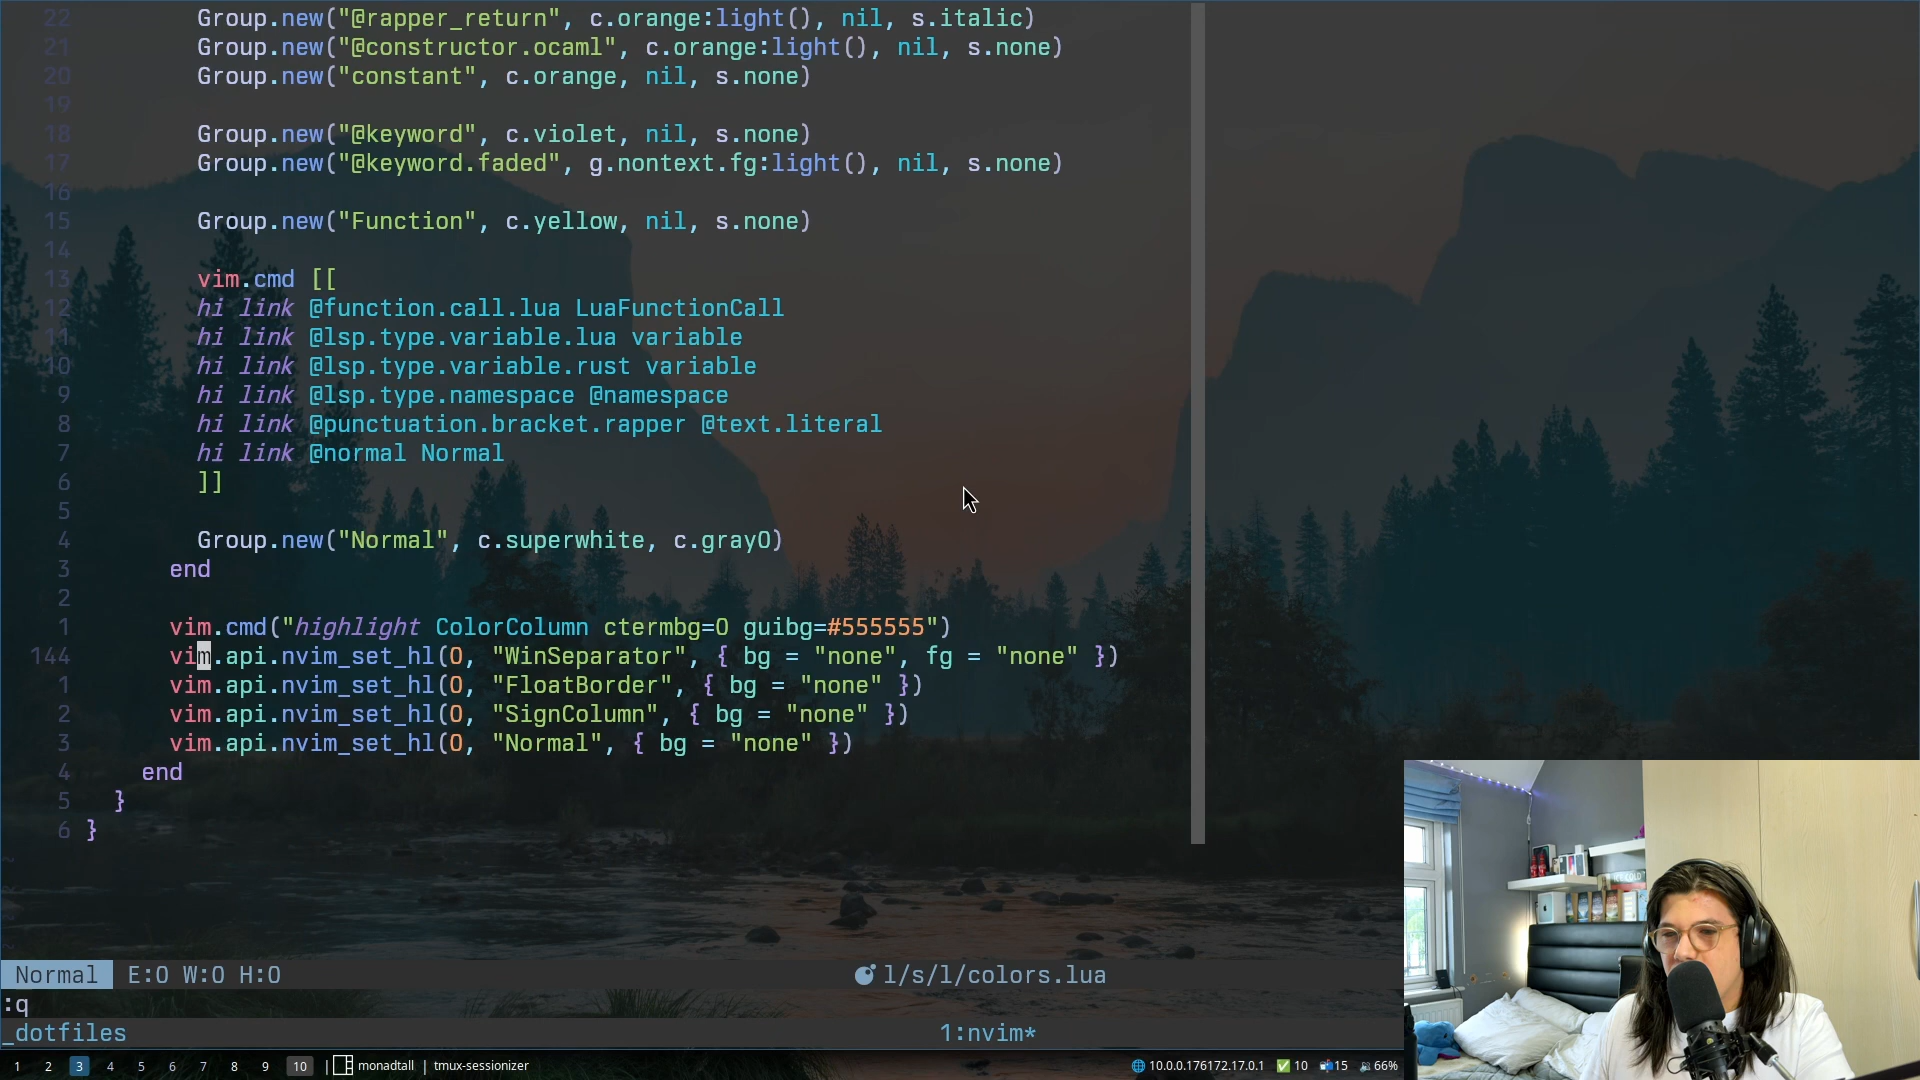 22 Group.new("@rapper_return", c.orange:light(), nil, s.italic)
21 Group.new("@constructor.ocaml", c.orange:light(), nil, s.none)
20 Group.new("constant", c.orange, nil, s.none)
19
18 Group.new("@keyword", c.violet, nil, s.none)
17 Group.new("@keyword.faded", g.nontext.fg:light(), nil, s.none)
16
15 Group.new("Function", c.yellow, nil, s.none)
14
13 vim.cmd [[
12 hi link @function.call.lua LuaFunctionCall
11 hi link @lsp.type.variable.lua variable
10 hi link @lsp.type.variable.rust variable
9 hi link @lsp.type.namespace @namespace
8 hi link @punctuation.bracket.rapper @text.literal
7 hi link @normal Normal
6 ]]
5
4 Group.new("Normal", c.superwhite, c.gray0)
3 end
2
1 vim.cmd("highlight ColorColumn ctermbg=0 guibg=#555555")
144 vim.api.nvim_set_hl(0, "WinSeparator", { bg = "none", fg = "none" })
1 vim.api.nvim_set_hl(0, "FloatBorder", { bg = "none" })
2 vim.api.nvim_set_hl(0, "SignColumn", { bg = "none" })
3 vim.api.nvim_set_hl(0, "Normal", { bg = "none" })
4 end
5 }
6 }
~
~
~
~
Normal E:0 W:0 H:0 l/s/l/colors.lua
:q
_dotfiles 1:nvim*
1 2 3 4 5 6 7 8 9 10 | monadtall | tmux-sessionizer 10.0.0.176172.17.0.1 10 15 66%